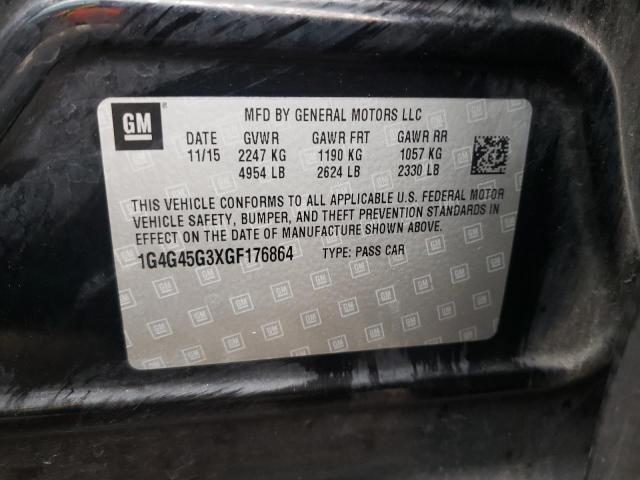 GM
MFD BY GENERAL MOTORS LLC
DATE GVWR GAWR FRT GAWR RR
11/15 2247 KG 1190 KG 1057 KG
4954 LB 2624 LB 2330 LB
THIS VEHICLE CONFORMS TO ALL APPLICABLE U.S. FEDERAL MOTOR
VEHICLE SAFETY, BUMPER, AND THEFT PREVENTION STANDARDS IN
EFFECT ON THE DATE OF MANUFACTURE SHOWN ABOVE.
1G4G45G3XGF176864 TYPE: PASS CAR